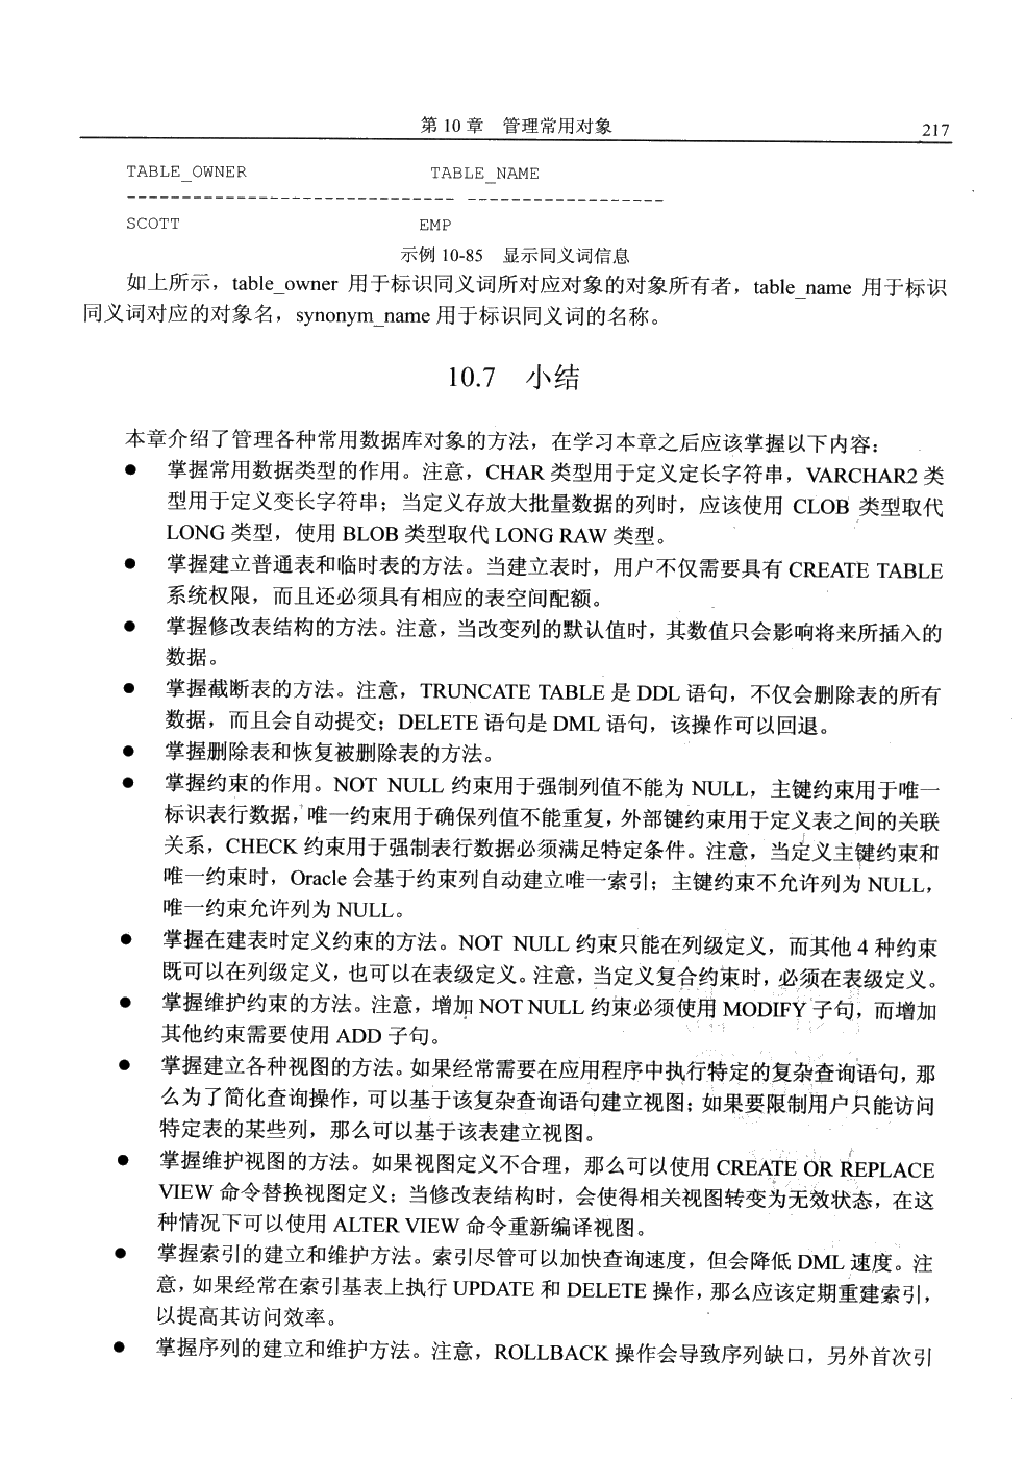 第 10 章　管理常用对象　217
TABLE_OWNER　TABLE_NAME
------------------------------ ------------------
SCOTT　EMP
示例 10-85　显示同义词信息
如上所示，table_owner 用于标识同义词所对应对象的对象所有者，table_name 用于标识
同义词对应的对象名，synonym_name 用于标识同义词的名称。
10.7　小结
本章介绍了管理各种常用数据库对象的方法，在学习本章之后应该掌握以下内容：
● 掌握常用数据类型的作用。注意，CHAR 类型用于定义定长字符串，VARCHAR2 类
型用于定义变长字符串；当定义存放大批量数据的列时，应该使用 CLOB 类型取代
LONG 类型，使用 BLOB 类型取代 LONG RAW 类型。
● 掌握建立普通表和临时表的方法。当建立表时，用户不仅需要具有 CREATE TABLE
系统权限，而且还必须具有相应的表空间配额。
● 掌握修改表结构的方法。注意，当改变列的默认值时，其数值只会影响将来所插入的
数据。
● 掌握截断表的方法。注意，TRUNCATE TABLE 是 DDL 语句，不仅会删除表的所有
数据，而且会自动提交；DELETE 语句是 DML 语句，该操作可以回退。
● 掌握删除表和恢复被删除表的方法。
● 掌握约束的作用。NOT NULL 约束用于强制列值不能为 NULL，主键约束用于唯一
标识表行数据，唯一约束用于确保列值不能重复，外部键约束用于定义表之间的关联
关系，CHECK 约束用于强制表行数据必须满足特定条件。注意，当定义主键约束和
唯一约束时，Oracle 会基于约束列自动建立唯一索引；主键约束不允许列为 NULL，
唯一约束允许列为 NULL。
● 掌握在建表时定义约束的方法。NOT NULL 约束只能在列级定义，而其他 4 种约束
既可以在列级定义，也可以在表级定义。注意，当定义复合约束时，必须在表级定义。
● 掌握维护约束的方法。注意，增加 NOT NULL 约束必须使用 MODIFY 子句，而增加
其他约束需要使用 ADD 子句。
● 掌握建立各种视图的方法。如果经常需要在应用程序中执行特定的复杂查询语句，那
么为了简化查询操作，可以基于该复杂查询语句建立视图；如果要限制用户只能访问
特定表的某些列，那么可以基于该表建立视图。
● 掌握维护视图的方法。如果视图定义不合理，那么可以使用 CREATE OR REPLACE
VIEW 命令替换视图定义；当修改表结构时，会使得相关视图转变为无效状态，在这
种情况下可以使用 ALTER VIEW 命令重新编译视图。
● 掌握索引的建立和维护方法。索引尽管可以加快查询速度，但会降低 DML 速度。注
意，如果经常在索引基表上执行 UPDATE 和 DELETE 操作，那么应该定期重建索引，
以提高其访问效率。
● 掌握序列的建立和维护方法。注意，ROLLBACK 操作会导致序列缺口，另外首次引